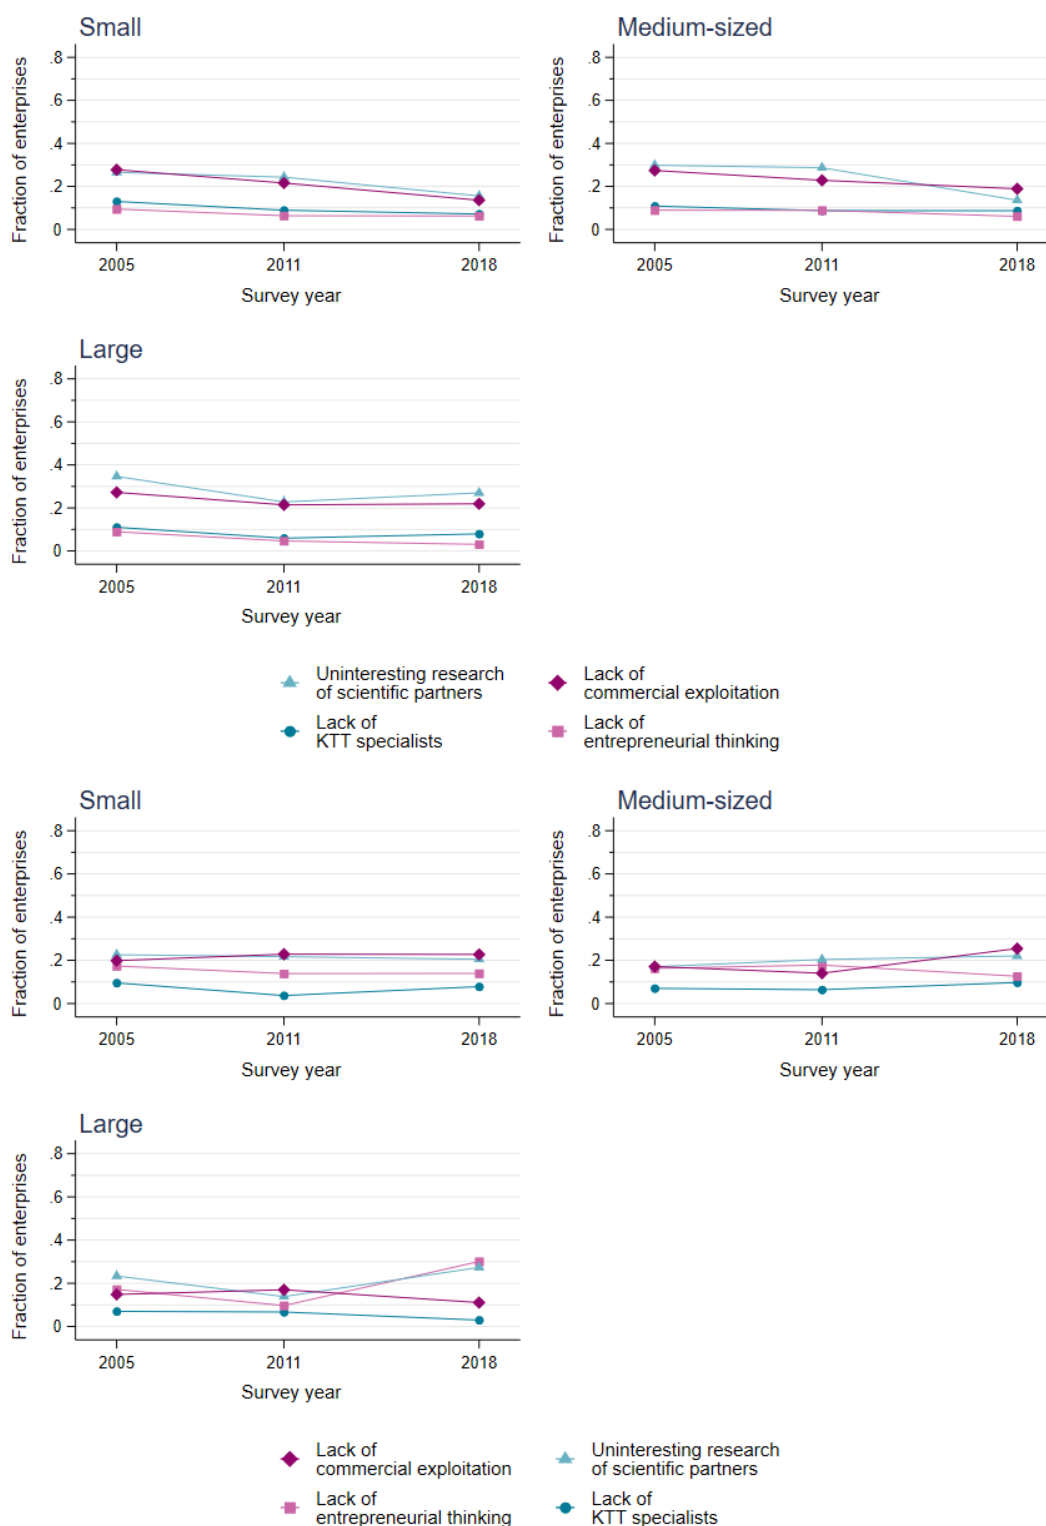 Small
Fraction of enterprises
.8
.6
.4
.2
0
2005
2011
2018
Survey year
Medium-sized
Fraction of enterprises
.8
.6
.4
.2
0
2005
2011
2018
Survey year
Large
Fraction of enterprises
.8
.6
.4
.2
0
2005
2011
2018
Survey year
Uninteresting research
of scientific partners
Lack of
commercial exploitation
Lack of
KTT specialists
Lack of
entrepreneurial thinking
Small
Fraction of enterprises
.8
.6
.4
.2
0
2005
2011
2018
Survey year
Medium-sized
Fraction of enterprises
.8
.6
.4
.2
0
2005
2011
2018
Survey year
Large
Fraction of enterprises
.8
.6
.4
.2
0
2005
2011
2018
Survey year
Lack of
commercial exploitation
Uninteresting research
of scientific partners
Lack of
entrepreneurial thinking
Lack of
KTT specialists